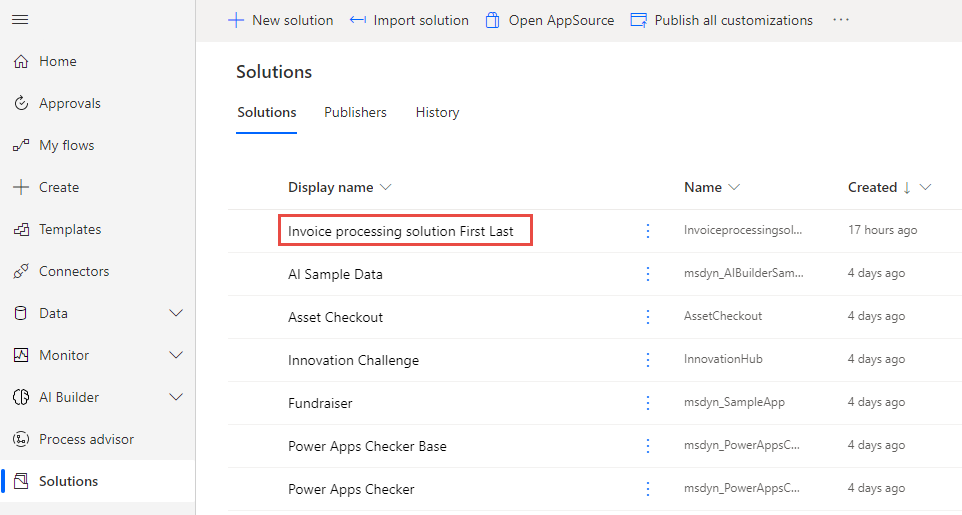 New solution Import solution Open AppSource Publish all customizations ...
Home
Approvals
My flows
Create
Templates
Connectors
Data
Monitor
AI Builder
Process advisor
Solutions
Solutions
Solutions Publishers History
Display name Name Created
Invoice processing solution First Last Invoiceprocessingsol... 17 hours ago
AI Sample Data msdyn_AIBuilderSam... 4 days ago
Asset Checkout AssetCheckout 4 days ago
Innovation Challenge InnovationHub 4 days ago
Fundraiser msdyn_SampleApp 4 days ago
Power Apps Checker Base msdyn_PowerAppsC... 4 days ago
Power Apps Checker msdyn_PowerAppsC... 4 days ago